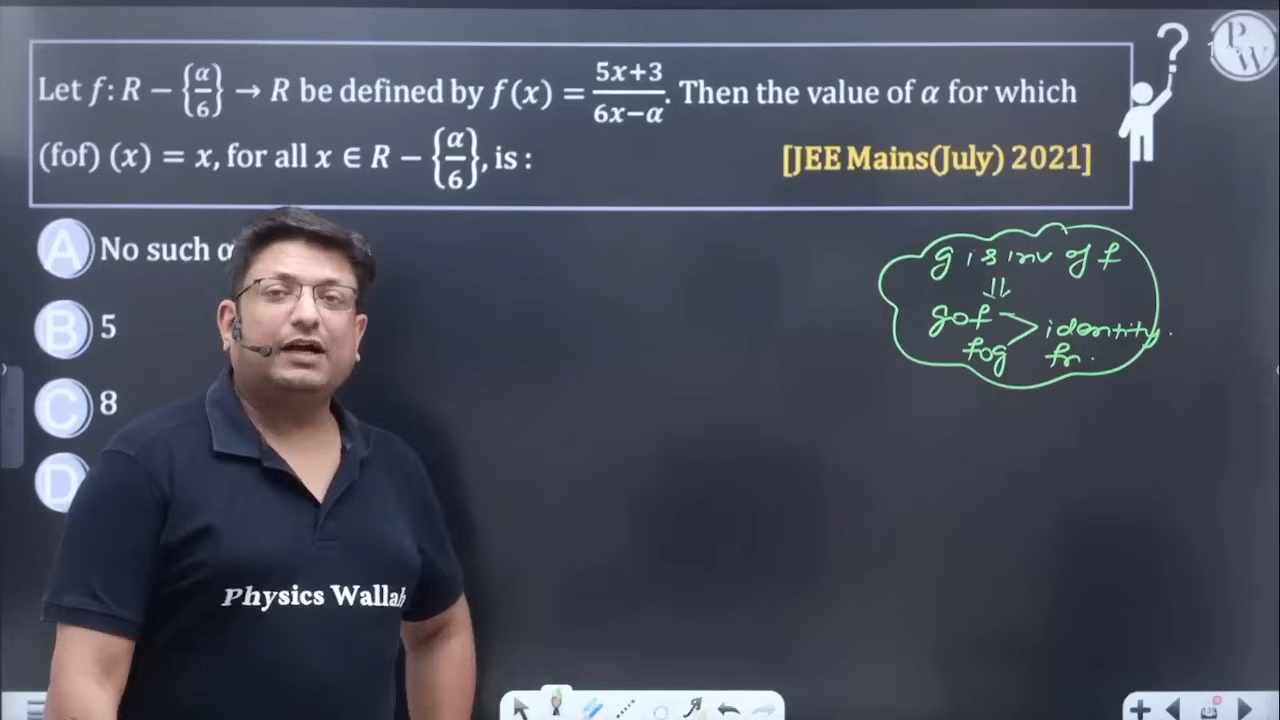 Let f: R − {α/6} → R be defined by f(x) = (5x+3)/(6x−α). Then the value of α for which
(fof) (x) = x, for all x ∈ R − {α/6}, is :
[JEE Mains(July) 2021]
P
W
?
A No such α
B 5
C 8
D
g is inv of f
⇓
gof
fog > identity fn.
Physics Wallah